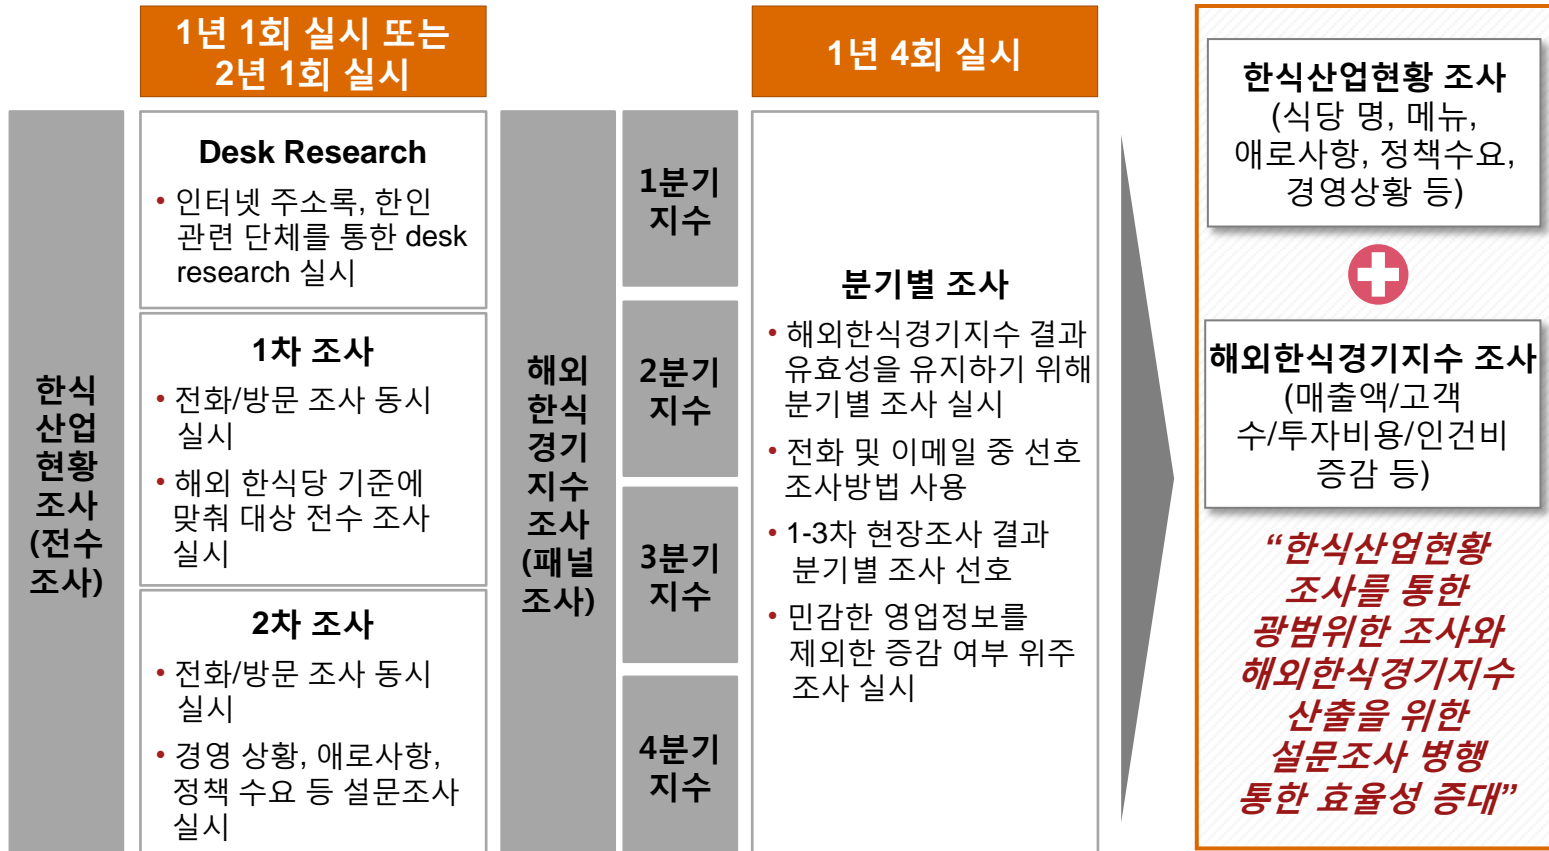 1년 1회 실시 또는
2년 1회 실시
1년 4회 실시
한식
산업
현황
조사
(전수
조사)
Desk Research
• 인터넷 주소록, 한인
관련 단체를 통한 desk
research 실시
1차 조사
• 전화/방문 조사 동시
실시
• 해외 한식당 기준에
맞춰 대상 전수 조사
실시
2차 조사
• 전화/방문 조사 동시
실시
• 경영 상황, 애로사항,
정책 수요 등 설문조사
실시
해외
한식
경기
지수
조사
(패널
조사)
1분기
지수
2분기
지수
3분기
지수
4분기
지수
분기별 조사
• 해외한식경기지수 결과
유효성을 유지하기 위해
분기별 조사 실시
• 전화 및 이메일 중 선호
조사방법 사용
• 1-3차 현장조사 결과
분기별 조사 선호
• 민감한 영업정보를
제외한 증감 여부 위주
조사 실시
한식산업현황 조사
(식당 명, 메뉴,
애로사항, 정책수요,
경영상황 등)
해외한식경기지수 조사
(매출액/고객
수/투자비용/인건비
증감 등)
“한식산업현황
조사를 통한
광범위한 조사와
해외한식경기지수
산출을 위한
설문조사 병행
통한 효율성 증대”